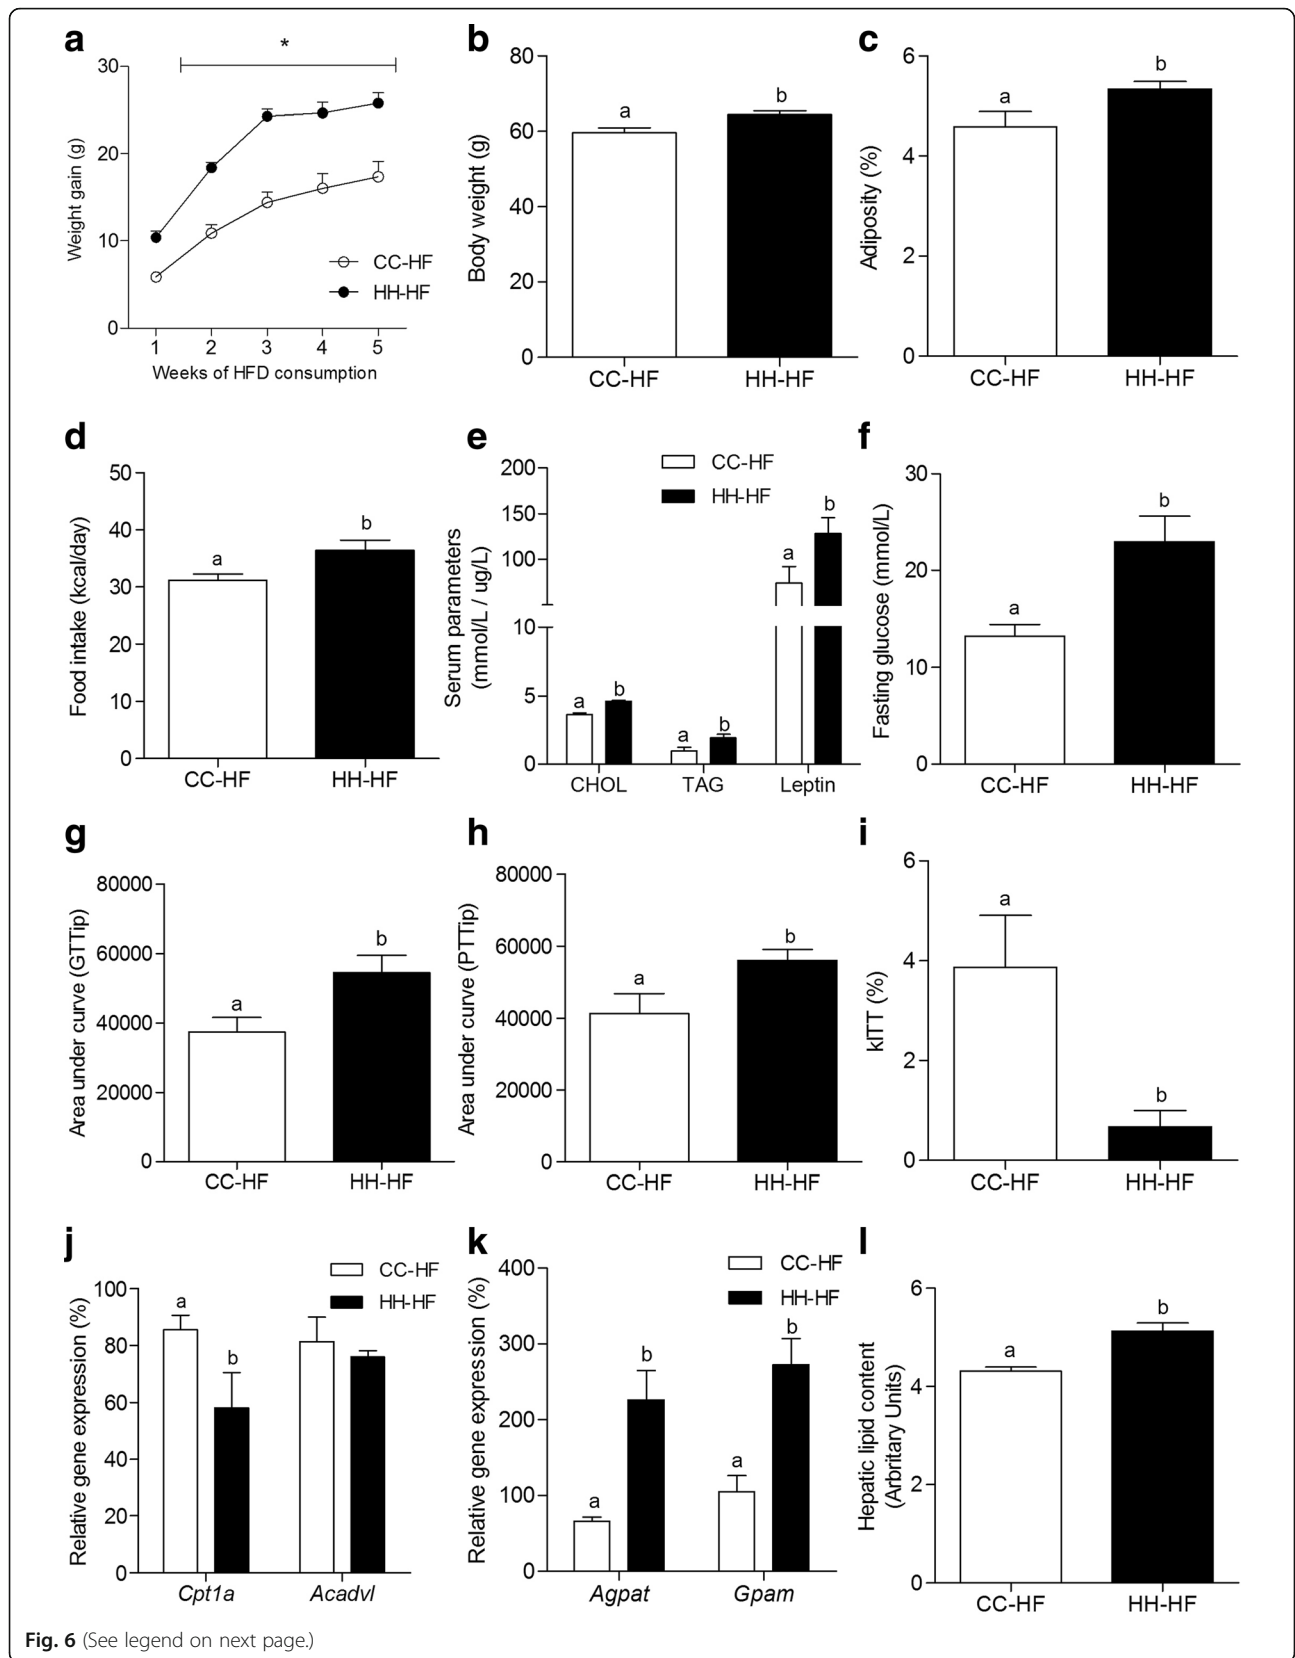 a
*
30
20
10
0
Weight gain (g)
CC-HF
HH-HF
1 2 3 4 5
Weeks of HFD consumption
b
80
60
40
20
0
Body weight (g)
a
b
CC-HF HH-HF
c
6
4
2
0
Adiposity (%)
a
b
CC-HF HH-HF
d
50
40
30
20
10
0
Food intake (kcal/day)
a
b
CC-HF HH-HF
e
CC-HF
HH-HF
200
150
100
10
5
0
Serum parameters
(mmol/L / ug/L)
a b
a b
a b
CHOL TAG Leptin
f
30
20
10
0
Fasting glucose (mmol/L)
a
b
CC-HF HH-HF
g
80000
60000
40000
20000
0
Area under curve (GTTip)
a
b
CC-HF HH-HF
h
80000
60000
40000
20000
0
Area under curve (PTTip)
a
b
CC-HF HH-HF
i
6
4
2
0
kITT (%)
a
b
CC-HF HH-HF
j
CC-HF
HH-HF
100
80
60
40
20
0
Relative gene expression (%)
a
b
Cpt1a Acadvl
k
CC-HF
HH-HF
400
300
200
100
0
Relative gene expression (%)
a b
a b
Agpat Gpam
l
6
4
2
0
Hepatic lipid content
(Arbritary Units)
a
b
CC-HF HH-HF
Fig. 6 (See legend on next page.)